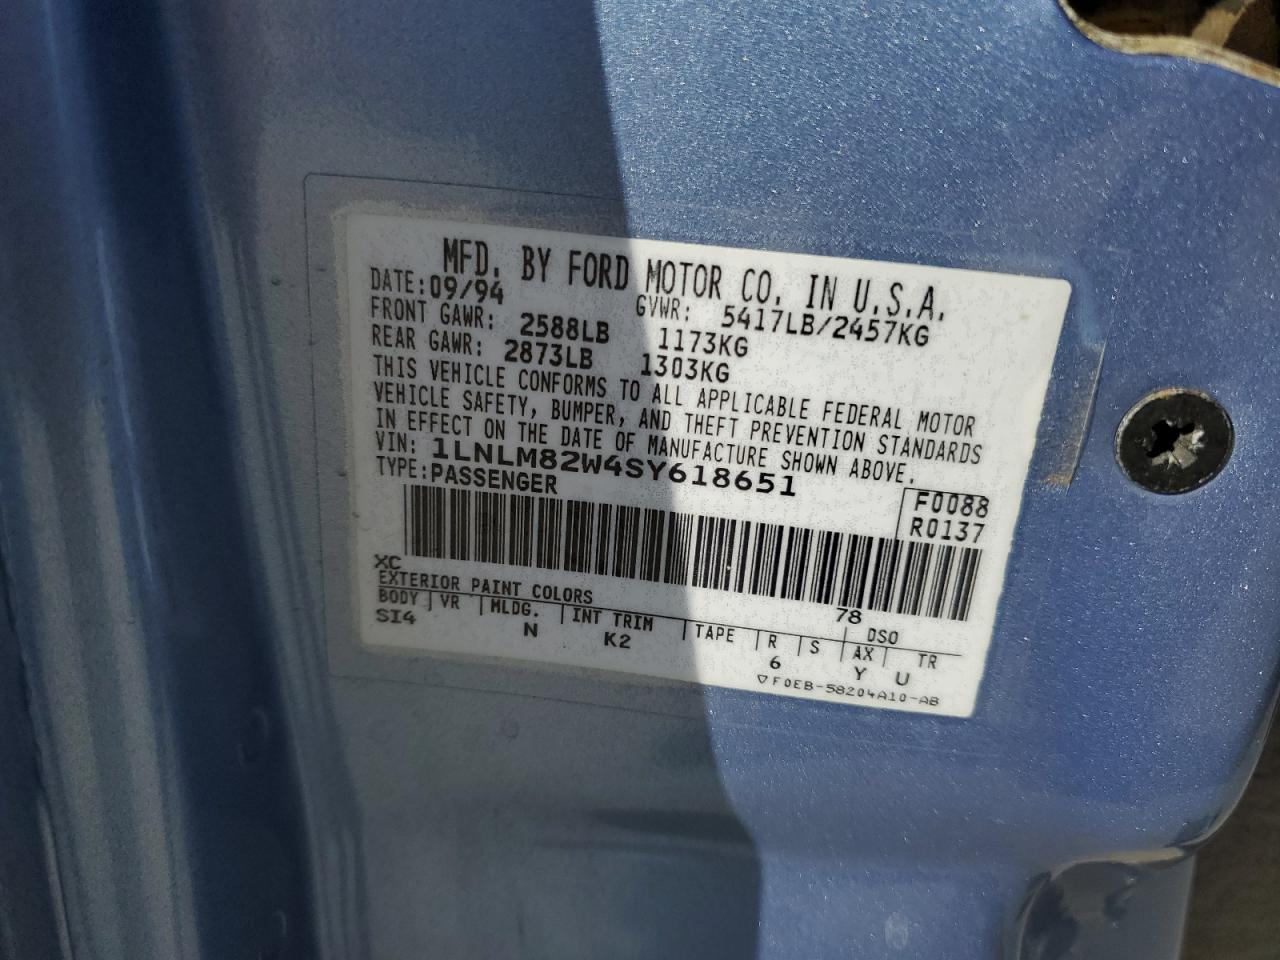 MFD. BY FORD MOTOR CO. IN U.S.A.
DATE: 09/94 GVWR: 5417LB/2457KG
FRONT GAWR: 2588LB 1173KG
REAR GAWR: 2873LB 1303KG
THIS VEHICLE CONFORMS TO ALL APPLICABLE FEDERAL MOTOR
VEHICLE SAFETY, BUMPER, AND THEFT PREVENTION STANDARDS
IN EFFECT ON THE DATE OF MANUFACTURE SHOWN ABOVE.
VIN: 1LNLM82W4SY618651
TYPE: PASSENGER
F0088
R0137
XC 78
EXTERIOR PAINT COLORS DSO
BODY VR MLDG. INT TRIM TAPE R S AX TR
SI4 N K2 6 Y U
▽F0EB-58204A10-AB